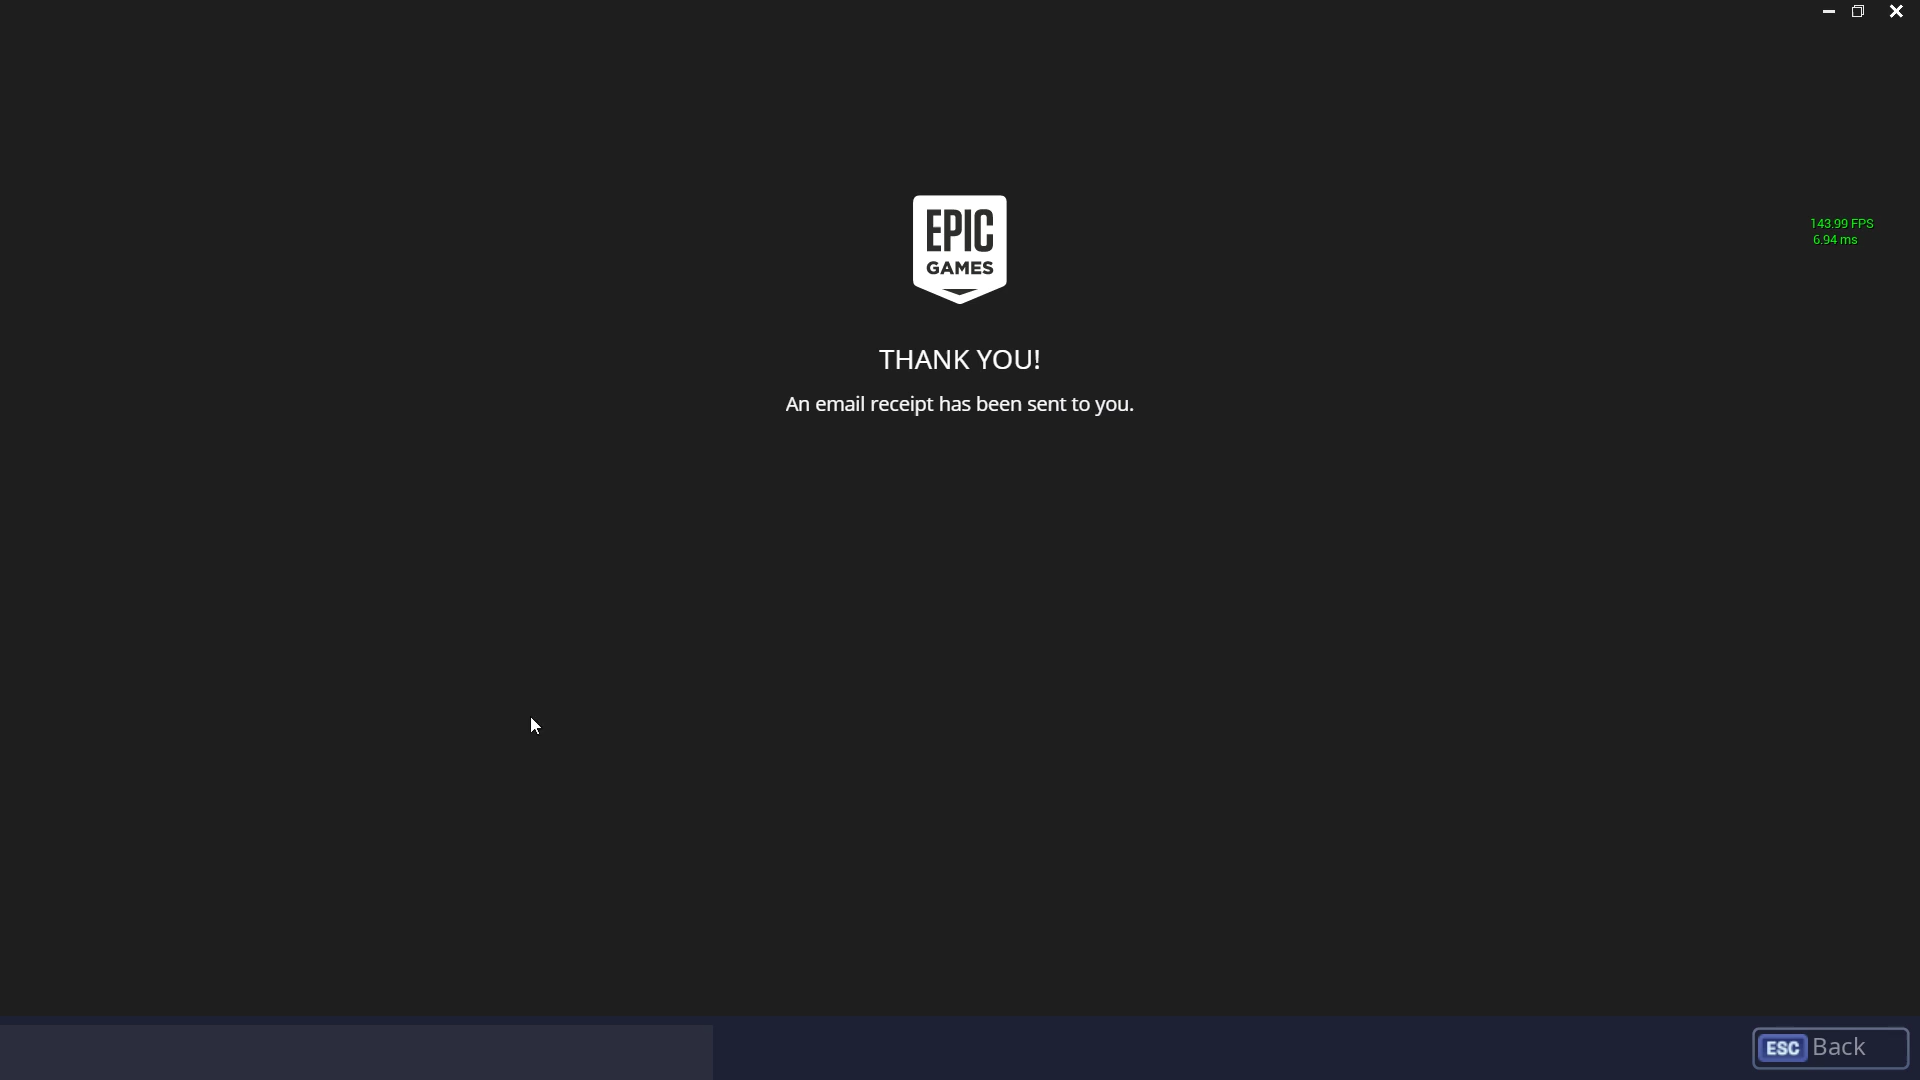 EPIC
GAMES
143.99 FPS
6.94 ms
THANK YOU!
An email receipt has been sent to you.
ESC Back